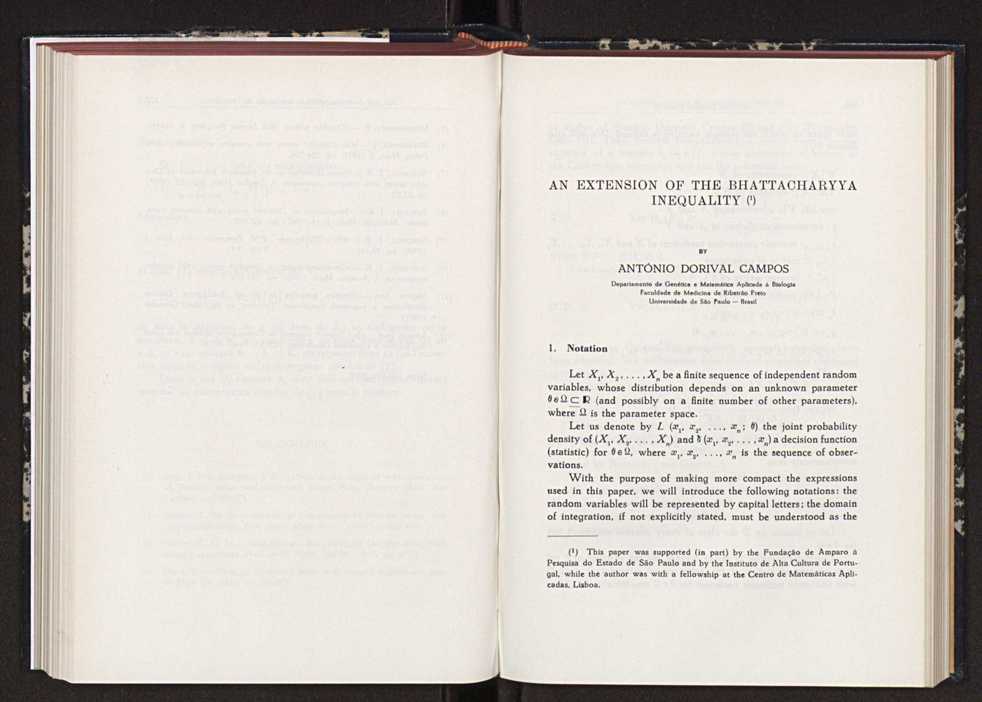 AN EXTENSION OF THE BHATTACHARYYA
INEQUALITY (¹)
BY
ANTÓNIO DORIVAL CAMPOS
Departamento de Genética e Matemática Aplicada à Biologia
Faculdade de Medicina de Ribeirão Preto
Universidade de São Paulo — Brasil
1. Notation
Let X₁, X₂, . . . , Xₙ be a finite sequence of independent random
variables, whose distribution depends on an unknown parameter
θ ∈ Ω ⊆ ℝ (and possibly on a finite number of other parameters),
where Ω is the parameter space.
Let us denote by L (x₁, x₂, . . . , xₙ ; θ) the joint probability
density of (X₁, X₂, . . . , Xₙ) and δ (x₁, x₂, . . . , xₙ) a decision function
(statistic) for θ ∈ Ω, where x₁, x₂, . . . , xₙ is the sequence of obser-
vations.
With the purpose of making more compact the expressions
used in this paper, we will introduce the following notations: the
random variables will be represented by capital letters; the domain
of integration, if not explicitly stated, must be understood as the
(¹) This paper was supported (in part) by the Fundação de Amparo à
Pesquisa do Estado de São Paulo and by the Instituto de Alta Cultura de Portu-
gal, while the author was with a fellowship at the Centro de Matemáticas Apli-
cadas, Lisboa.